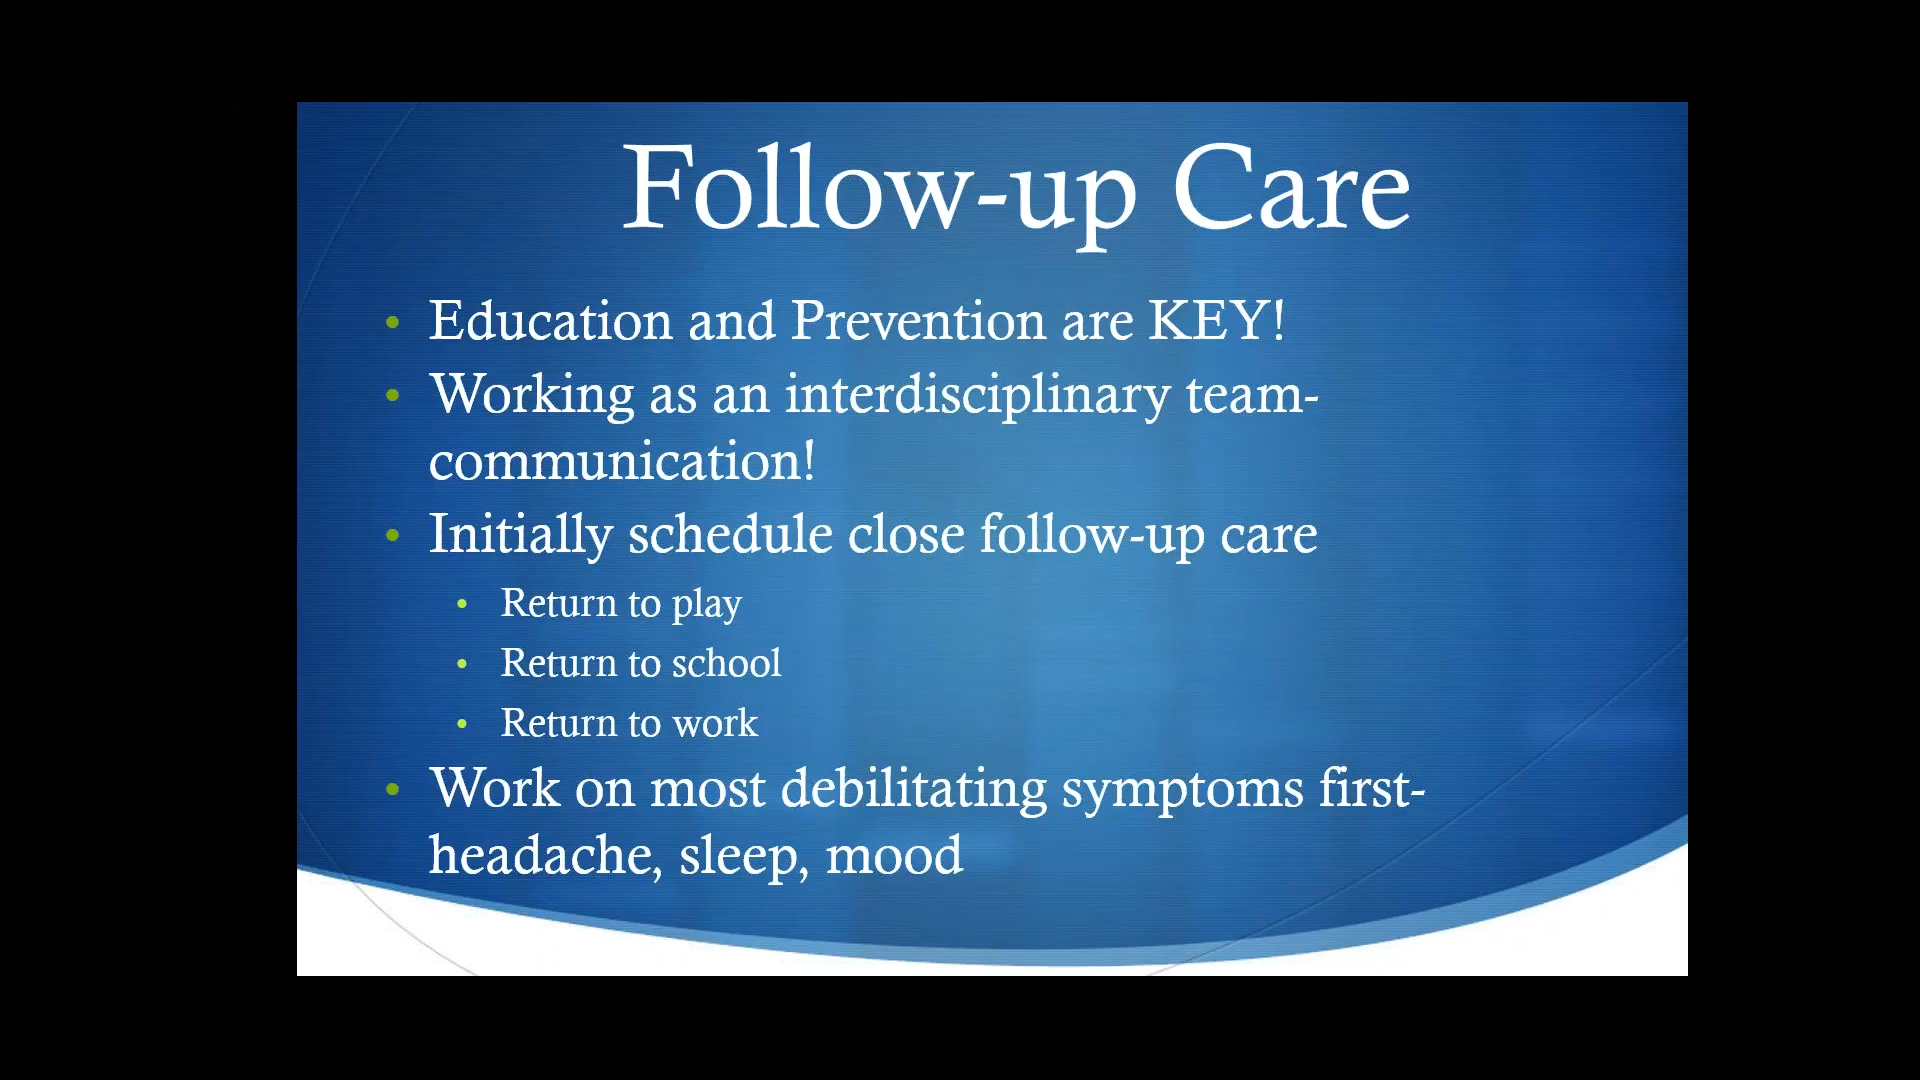 Follow-up Care
• Education and Prevention are KEY!
• Working as an interdisciplinary team-
communication!
• Initially schedule close follow-up care
• Return to play
• Return to school
• Return to work
• Work on most debilitating symptoms first-
headache, sleep, mood